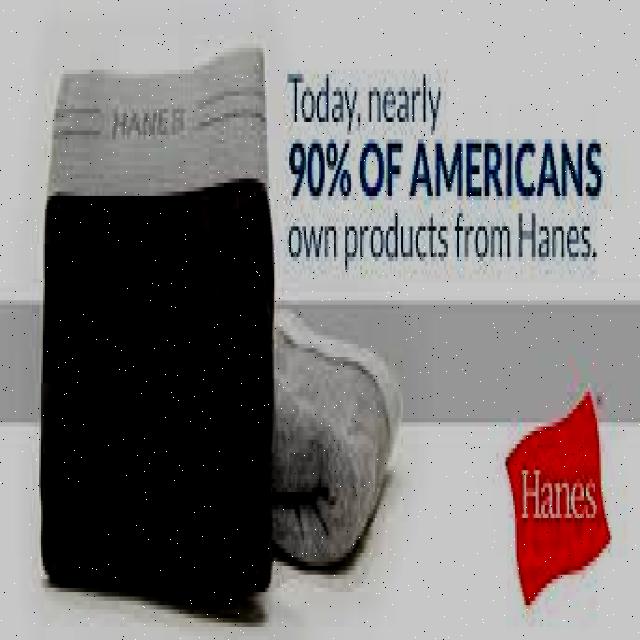 HANES
Today, nearly
90% OF AMERICANS
own products from Hanes.
Hanes